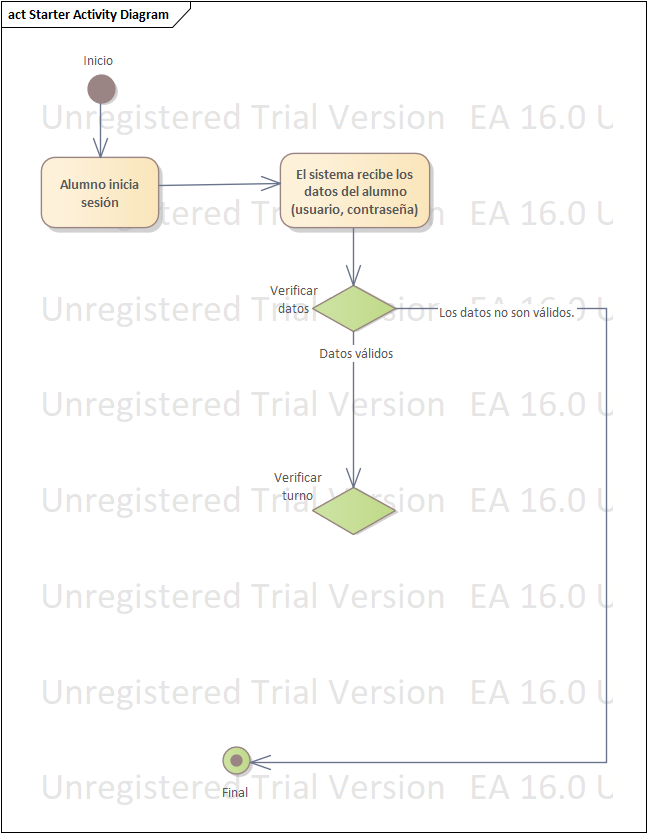 act Starter Activity Diagram
Inicio
Unregistered Trial Version EA 16.0 U
Alumno inicia
sesión
El sistema recibe los
datos del alumno
(usuario, contraseña)
Unregistered Trial Version EA 16.0 U
Verificar
datos
Los datos no son válidos.
Unregistered Trial Version EA 16.0 U
Datos válidos
Unregistered Trial Version EA 16.0 U
Verificar
turno
Unregistered Trial Version EA 16.0 U
Unregistered Trial Version EA 16.0 U
Unregistered Trial Version EA 16.0 U
Unregistered Trial Version EA 16.0 U
Final